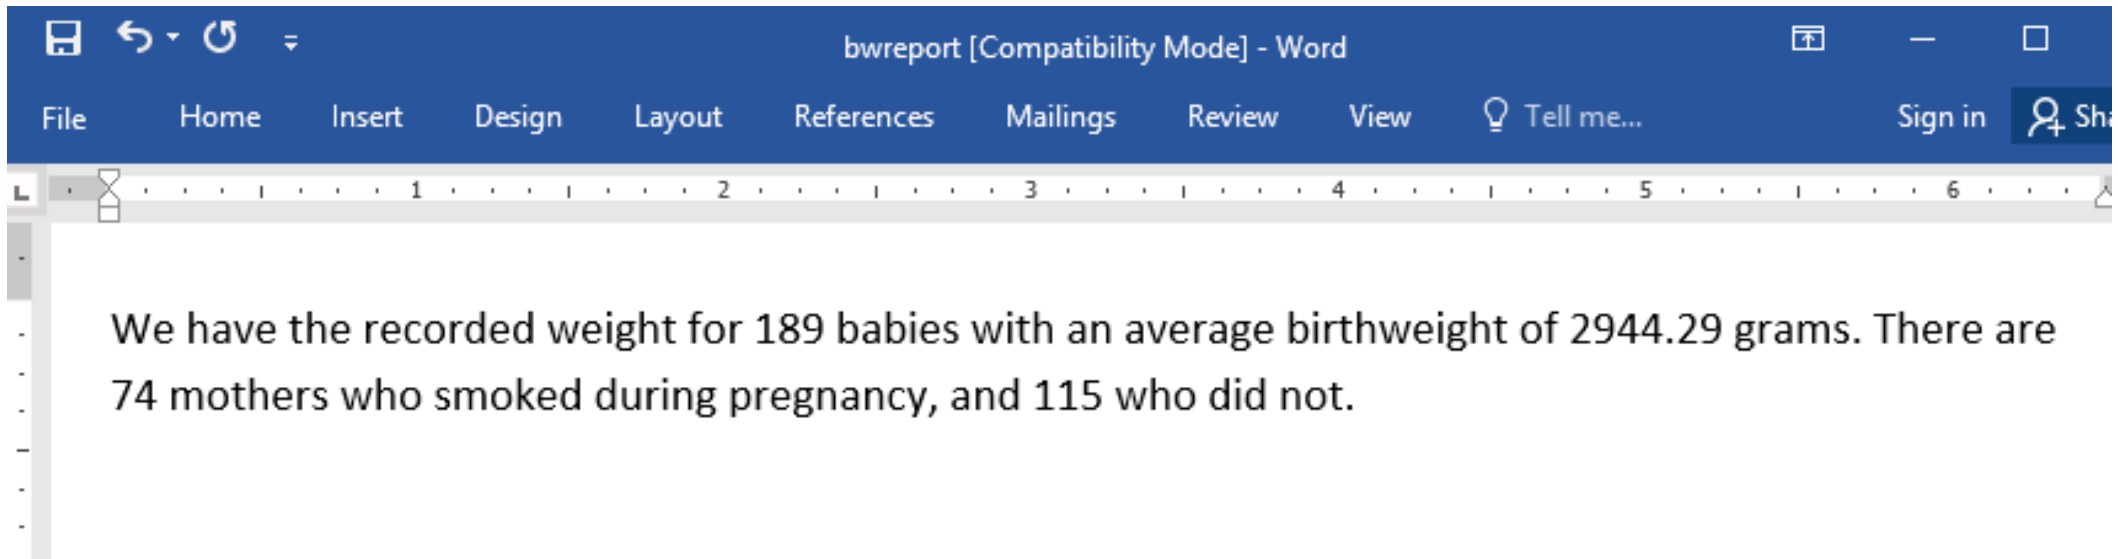 bwreport [Compatibility Mode] - Word
File Home Insert Design Layout References Mailings Review View Tell me... Sign in Sha
1 2 3 4 5 6
We have the recorded weight for 189 babies with an average birthweight of 2944.29 grams. There are
74 mothers who smoked during pregnancy, and 115 who did not.